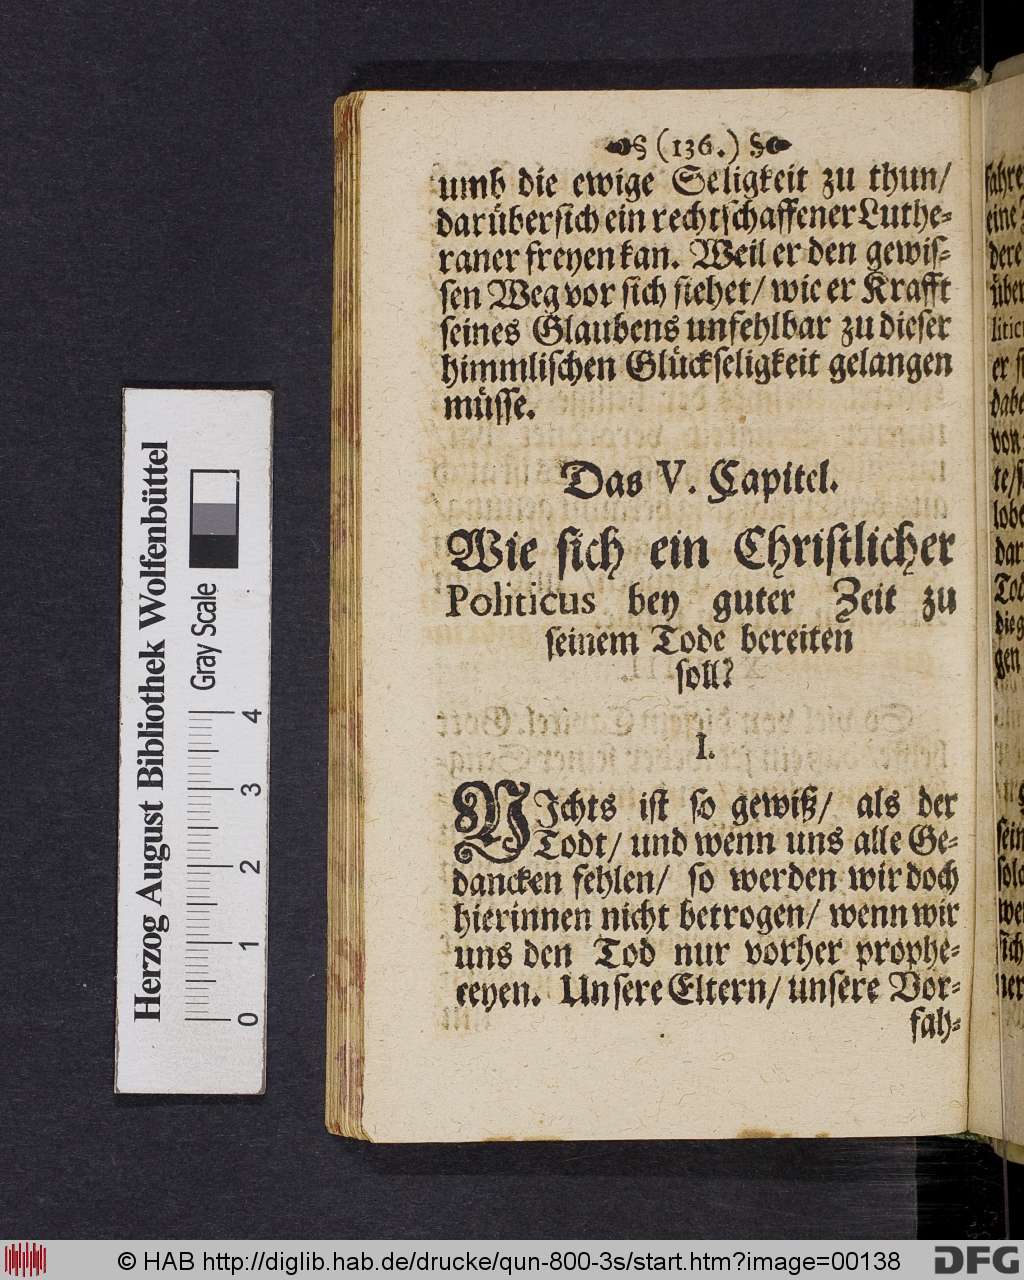 § (136.) §
umb die ewige Seligkeit zu thun/
darüber sich ein rechtschaffener Luthe-
raner freyen kan. Weil er den gewis-
sen Weg vor sich siehet/ wie er Krafft
seines Glaubens unfehlbar zu dieser
himmlischen Glückseligkeit gelangen
müsse.
Das V. Capitel.
Wie sich ein Christlicher
Politicus bey guter Zeit zu
seinem Tode bereiten
soll?
I.
NIchts ist so gewiß/ als der
Todt/ und wenn uns alle Ge-
dancken fehlen/ so werden wir doch
hierinnen nicht betrogen/ wenn wir
uns den Tod nur vorher prophe-
ceyen. Unsere Eltern/ unsere Vor-
fah-
Herzog August Bibliothek Wolfenbüttel
Gray Scale
0 1 2 3 4
© HAB http://diglib.hab.de/drucke/qun-800-3s/start.htm?image=00138
DFG